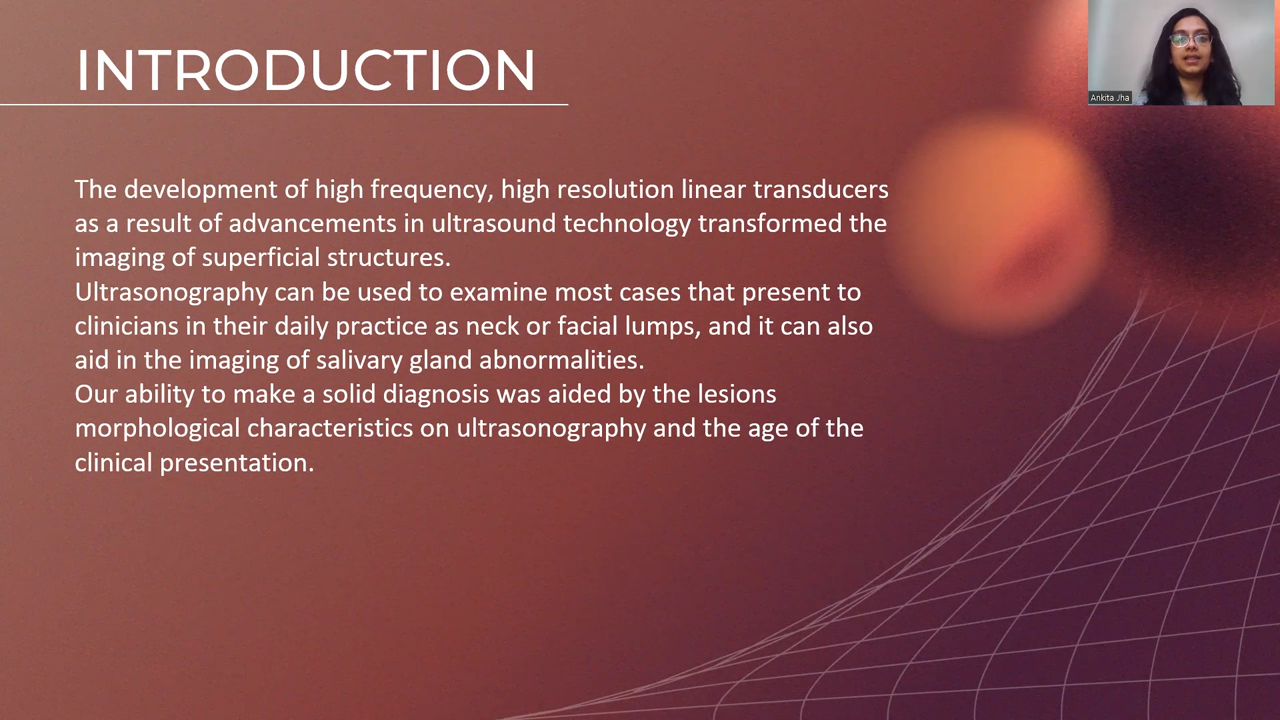 INTRODUCTION
Ankita Jha
The development of high frequency, high resolution linear transducers
as a result of advancements in ultrasound technology transformed the
imaging of superficial structures.
Ultrasonography can be used to examine most cases that present to
clinicians in their daily practice as neck or facial lumps, and it can also
aid in the imaging of salivary gland abnormalities.
Our ability to make a solid diagnosis was aided by the lesions
morphological characteristics on ultrasonography and the age of the
clinical presentation.